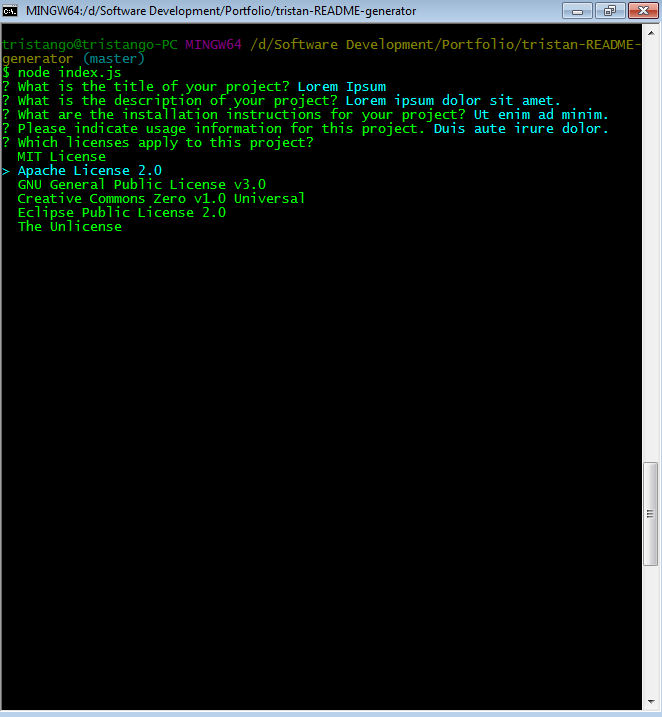 MINGW64:/d/Software Development/Portfolio/tristan-README-generator
tristango@tristango-PC MINGW64 /d/Software Development/Portfolio/tristan-README-
generator (master)
$ node index.js
? What is the title of your project? Lorem Ipsum
? What is the description of your project? Lorem ipsum dolor sit amet.
? What are the installation instructions for your project? Ut enim ad minim.
? Please indicate usage information for this project. Duis aute irure dolor.
? Which licenses apply to this project?
MIT License
> Apache License 2.0
GNU General Public License v3.0
Creative Commons Zero v1.0 Universal
Eclipse Public License 2.0
The Unlicense